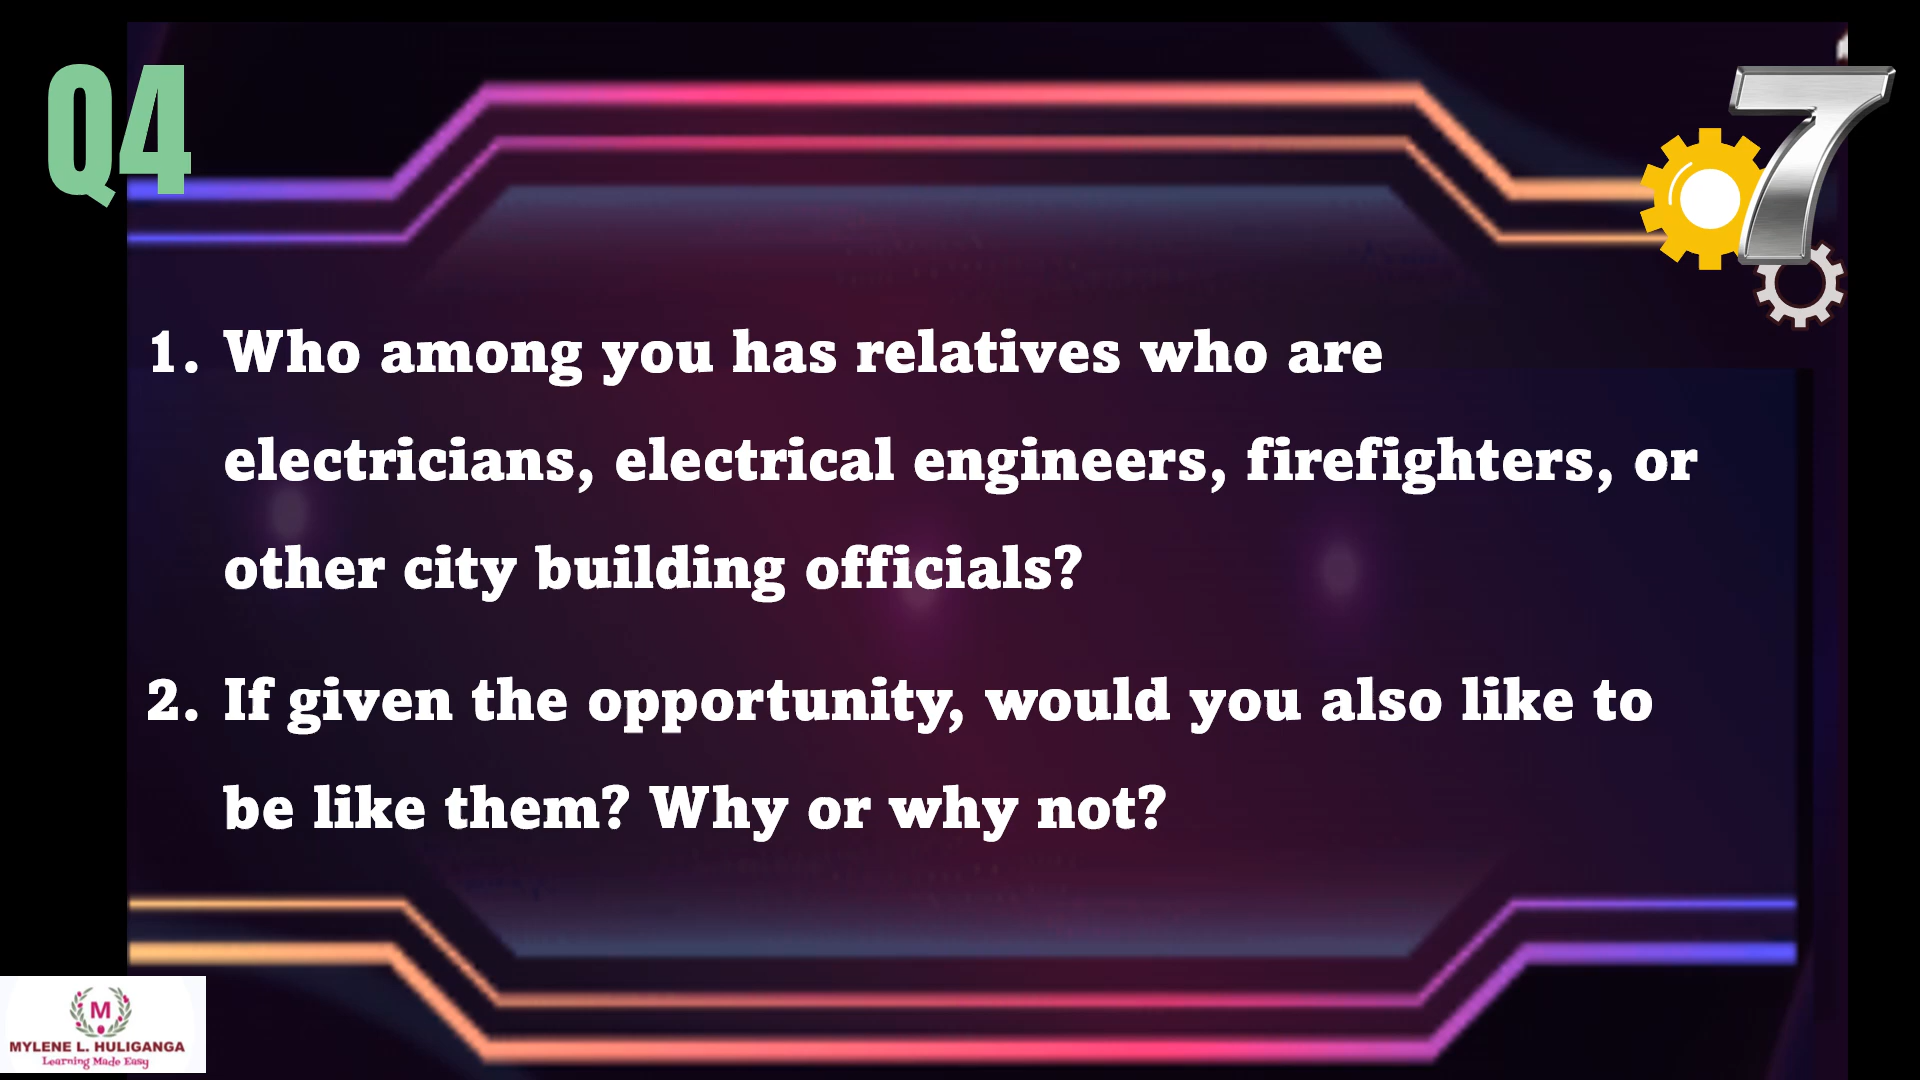 Q4
7
1. Who among you has relatives who are
electricians, electrical engineers, firefighters, or
other city building officials?
2. If given the opportunity, would you also like to
be like them? Why or why not?
M
MYLENE L. HULIGANGA
Learning Made Easy